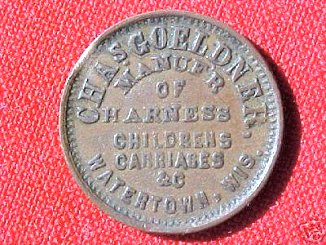 CHAS GOELDNER.
MANUF'R
OF
HARNESS
CHILDRENS
CARRIAGES
&C
WATERTOWN, WIS.